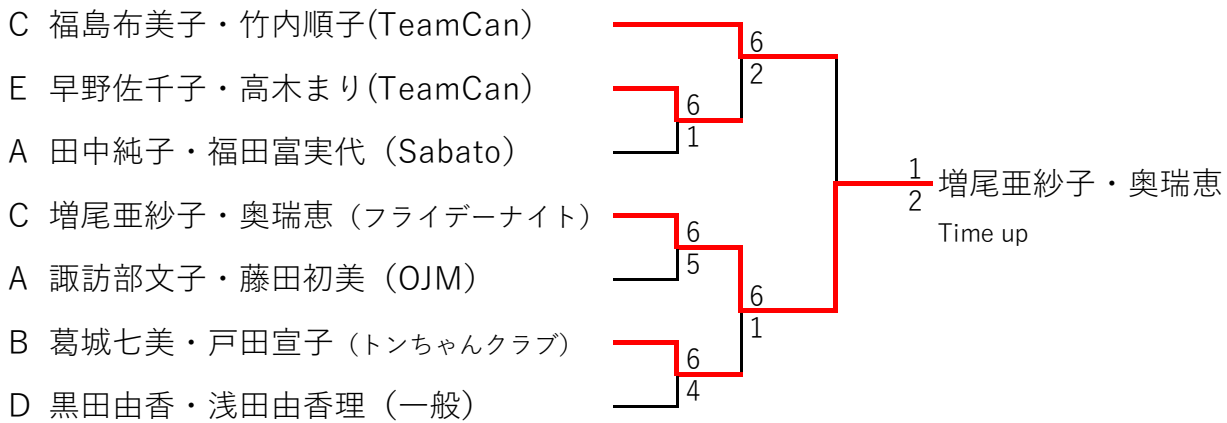 C 福島布美子・竹内順子(TeamCan)
6
2
E 早野佐千子・高木まり(TeamCan)
6
1
A 田中純子・福田富実代（Sabato）
1
2
増尾亜紗子・奥瑞恵
Time up
C 増尾亜紗子・奥瑞恵（フライデーナイト）
6
5
A 諏訪部文子・藤田初美（OJM）
6
1
B 葛城七美・戸田宣子（トンちゃんクラブ）
6
4
D 黒田由香・浅田由香理（一般）